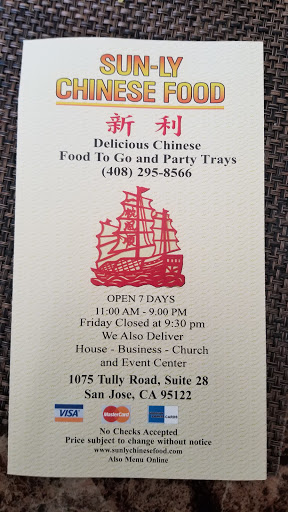 SUN-LY
CHINESE FOOD
新 利
Delicious Chinese
Food To Go and Party Trays
(408) 295-8566
OPEN 7 DAYS
11:00 AM - 9.00 PM
Friday Closed at 9:30 pm
We Also Deliver
House - Business - Church
and Event Center
1075 Tully Road, Suite 28
San Jose, CA 95122
VISA MasterCard
No Checks Accepted
Price subject to change without notice
www.sunlychinesefood.com
Also Menu Online